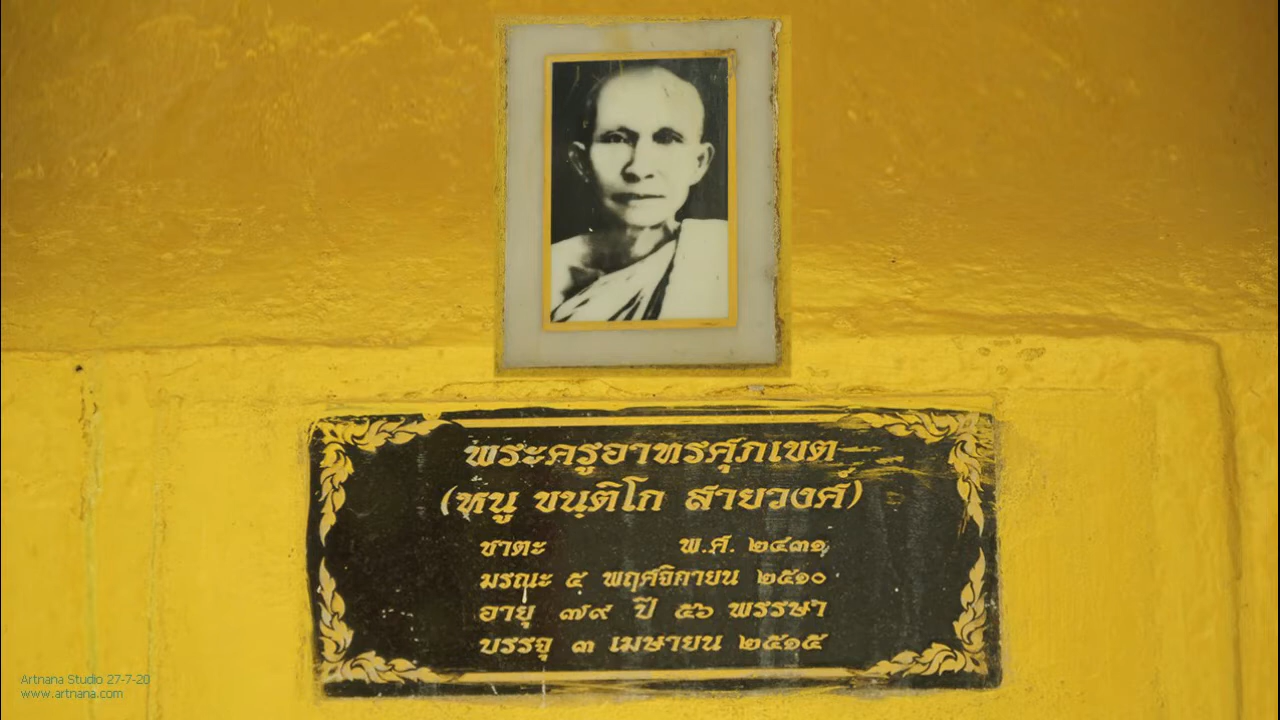 พระครูอาทรศุภเขต
(หนู ขนฺติโก สายวงศ์)
ชาตะ พ.ศ. ๒๔๓๑
มรณะ ๕ พฤศจิกายน ๒๕๑๐
อายุ ๗๙ ปี ๕๖ พรรษา
บรรจุ ๓ เมษายน ๒๕๑๕
Artnana Studio 27-7-20
www.artnana.com